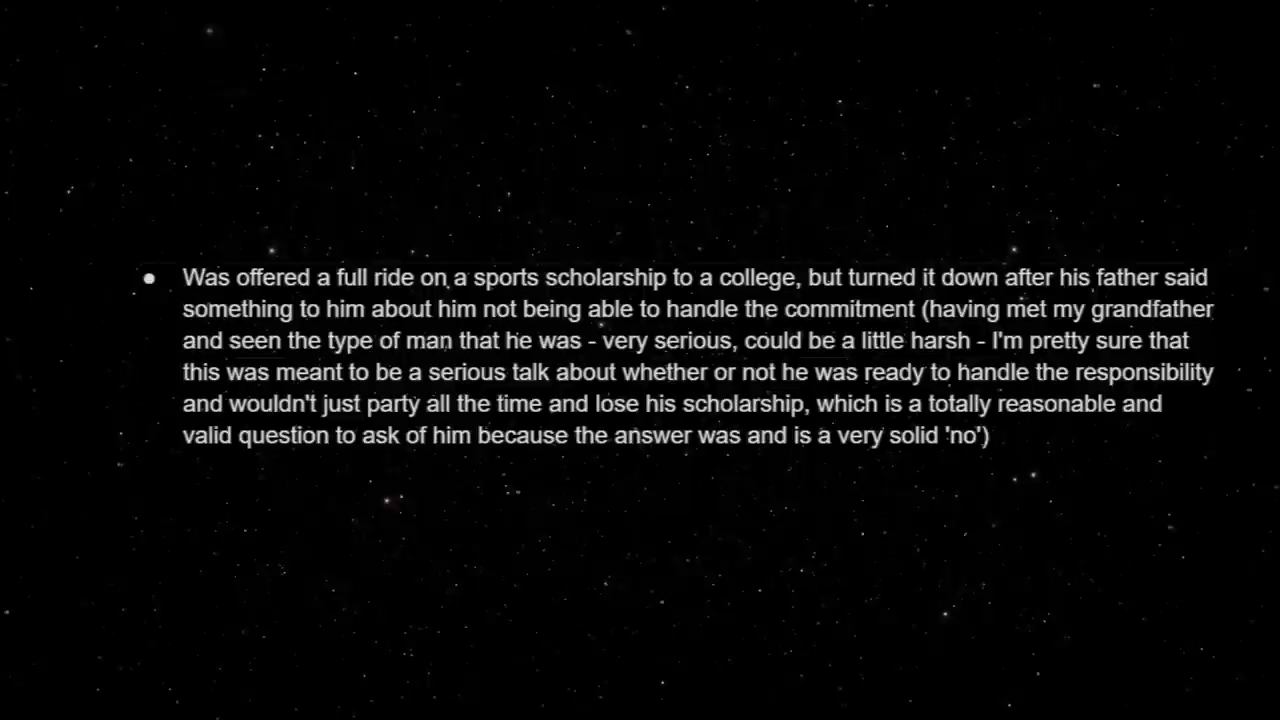 • Was offered a full ride on a sports scholarship to a college, but turned it down after his father said
something to him about him not being able to handle the commitment (having met my grandfather
and seen the type of man that he was - very serious, could be a little harsh - I'm pretty sure that
this was meant to be a serious talk about whether or not he was ready to handle the responsibility
and wouldn't just party all the time and lose his scholarship, which is a totally reasonable and
valid question to ask of him because the answer was and is a very solid 'no')